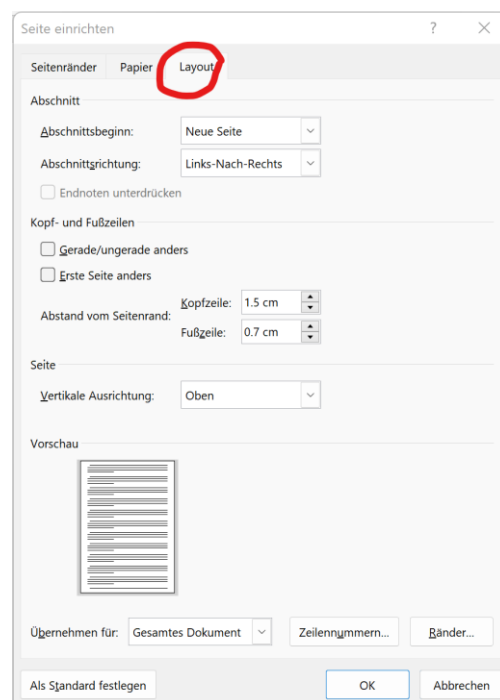 Seite einrichten ?
Seitenränder Papier Layout
Abschnitt
Abschnittsbeginn: Neue Seite
Abschnittsrichtung: Links-Nach-Rechts
Endnoten unterdrücken
Kopf- und Fußzeilen
Gerade/ungerade anders
Erste Seite anders
Abstand vom Seitenrand:
Kopfzeile: 1.5 cm
Fußzeile: 0.7 cm
Seite
Vertikale Ausrichtung: Oben
Vorschau
Übernehmen für: Gesamtes Dokument Zeilennummern... Ränder...
Als Standard festlegen OK Abbrechen